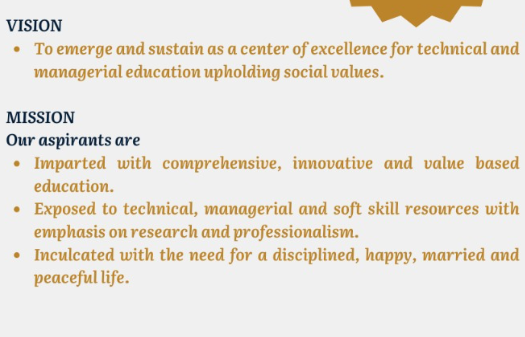 VISION
• To emerge and sustain as a center of excellence for technical and
managerial education upholding social values.
MISSION
Our aspirants are
• Imparted with comprehensive, innovative and value based
education.
• Exposed to technical, managerial and soft skill resources with
emphasis on research and professionalism.
• Inculcated with the need for a disciplined, happy, married and
peaceful life.